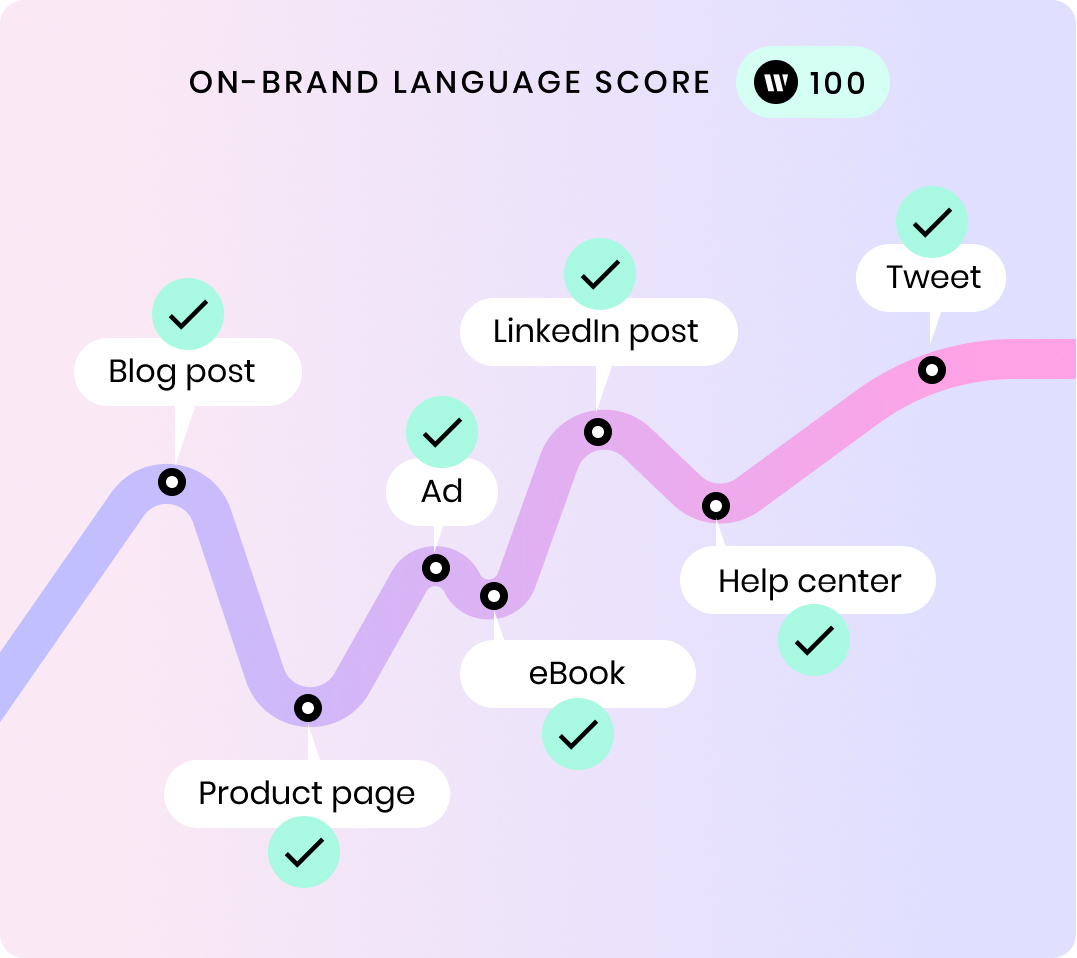 ON-BRAND LANGUAGE SCORE
W 100
Tweet
LinkedIn post
Blog post
Ad
Help center
eBook
Product page